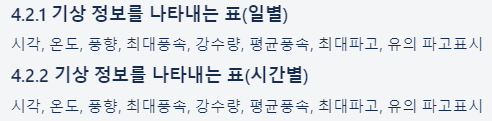 4.2.1 기상 정보를 나타내는 표(일별)
시각, 온도, 풍향, 최대풍속, 강수량, 평균풍속, 최대파고, 유의 파고표시
4.2.2 기상 정보를 나타내는 표(시간별)
시각, 온도, 풍향, 최대풍속, 강수량, 평균풍속, 최대파고, 유의 파고표시